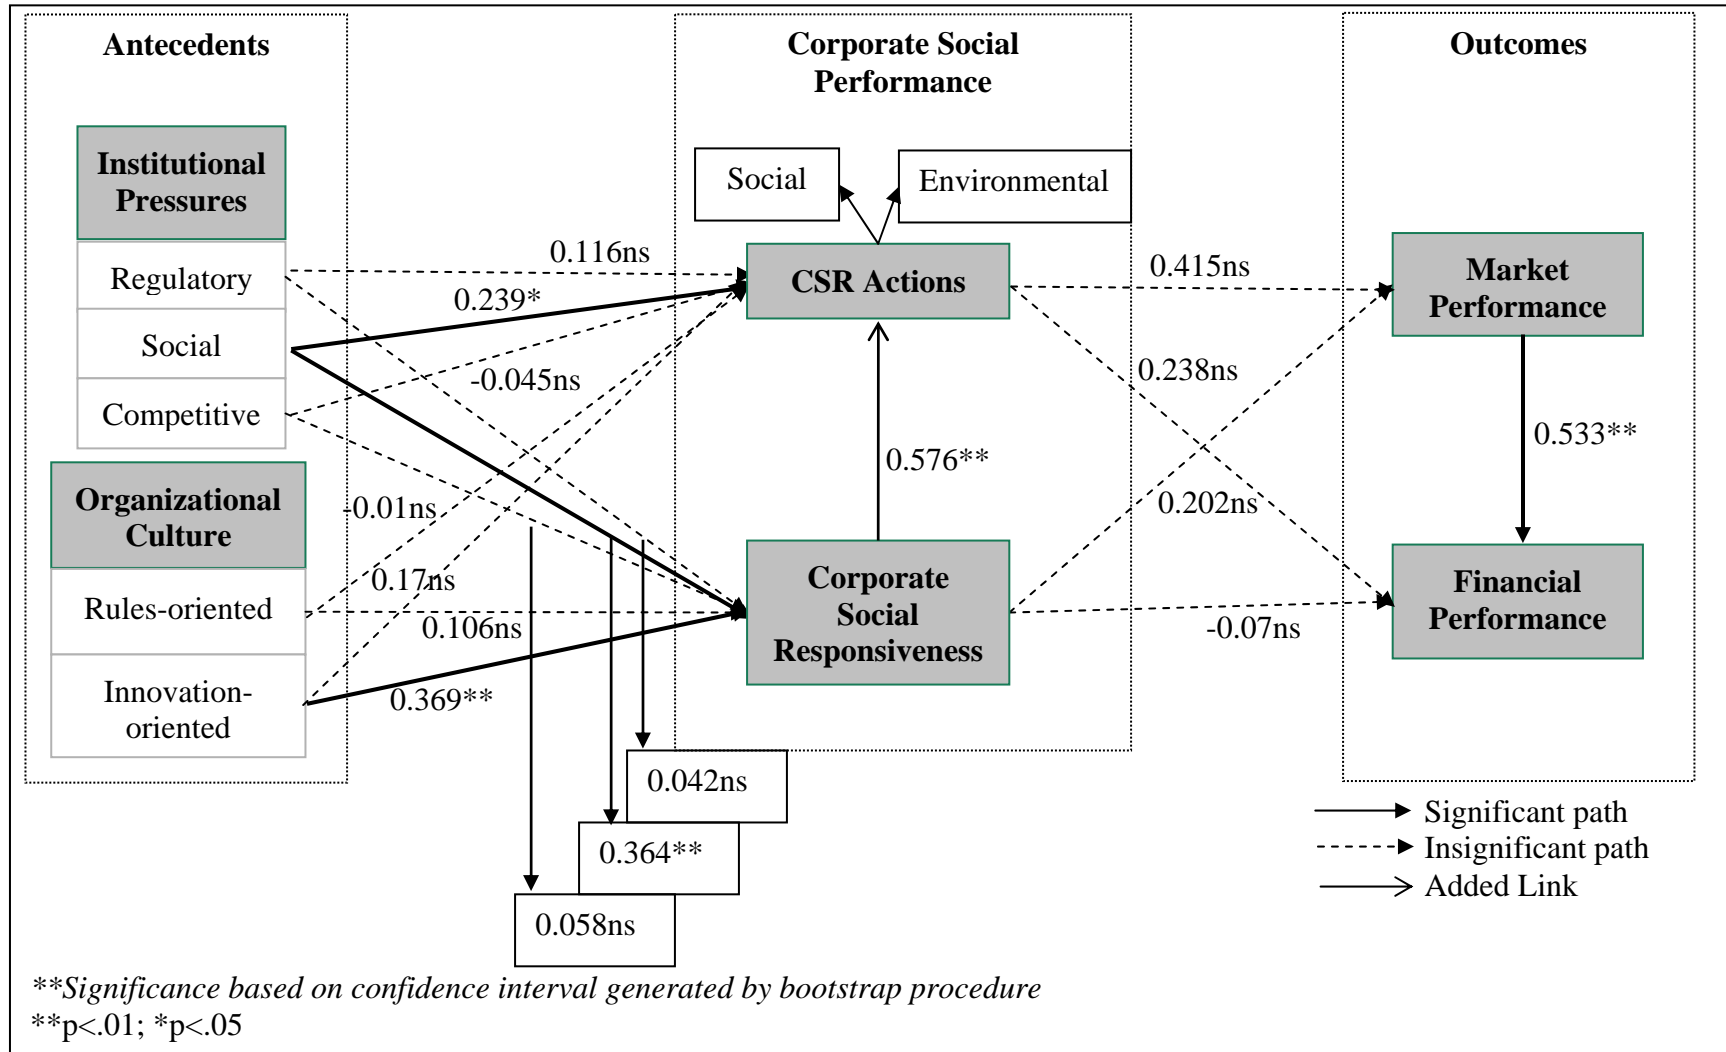 Antecedents
Corporate Social
Performance
Outcomes
Institutional
Pressures
Regulatory
Social
Competitive
Organizational
Culture
Rules-oriented
Innovation-
oriented
Social
Environmental
CSR Actions
Corporate
Social
Responsiveness
Market
Performance
Financial
Performance
0.116ns
0.239*
-0.045ns
-0.01ns
0.17ns
0.106ns
0.369**
0.576**
0.415ns
0.238ns
0.202ns
-0.07ns
0.533**
0.042ns
0.364**
0.058ns
Significant path
Insignificant path
Added Link
**Significance based on confidence interval generated by bootstrap procedure
**p<.01; *p<.05